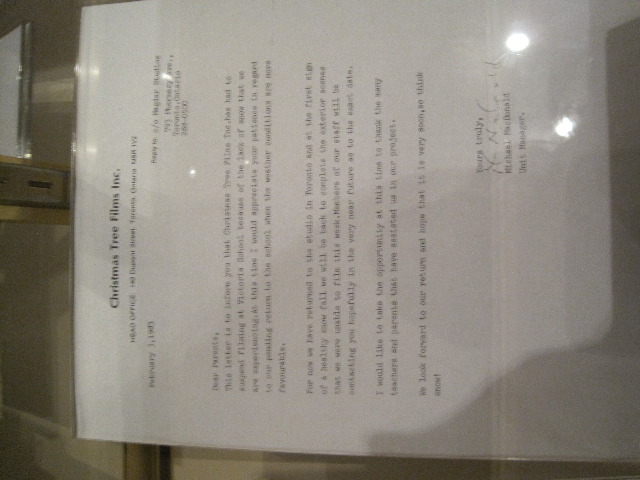 Christmas Tree Films Inc.
HEAD OFFICE 149 Street, Toronto, Ontario M6R 1V2
Reply to c/o Magder Studios
793 Pharmacy Ave.,
Toronto,Ontario
288-0100
February 3,1983
Dear Parents,
This letter is to inform you that Christmas Tree Films Inc.has had to
suspend filming at Victoria School because of the lack of snow that we
are experiencing.At this time I would appreciate your patience in regard
to our pending return to the school when the weather conditions are more
favourable.
For now we have returned to the studio in Toronto and at the first sign
of a healthy snow fall we will be back to complete the exterior scenes
that we were unable to film this week.Members of our staff will be
contacting you hopefully in the very near future as to the exact date.
I would like to take the opportunity at this time to thank the many
teachers and parents that have assisted us in our project.
We look forward to our return and hope that it is very soon,so think
snow!
Yours truly,
Michael MacDonald
Unit Manager.